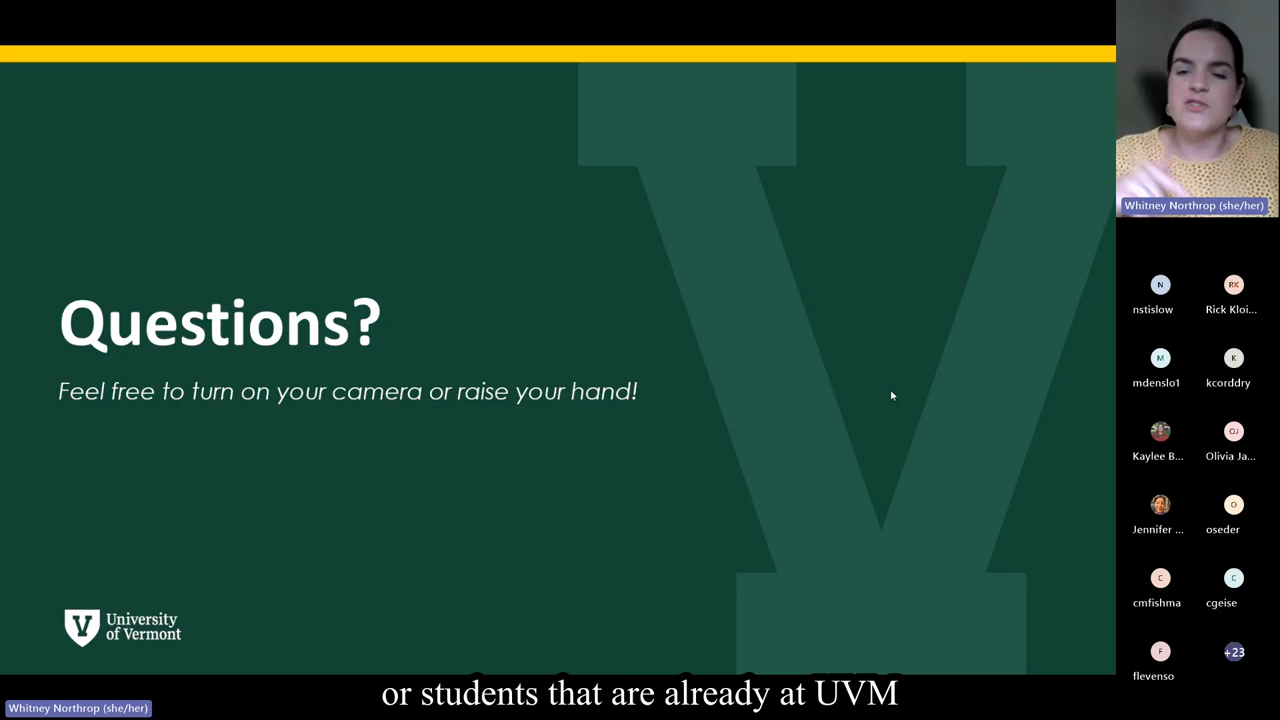 Questions?
Feel free to turn on your camera or raise your hand!
V
University
of Vermont
Whitney Northrop (she/her)
N
nstislow
RK
Rick Kloi...
M
mdenslo1
K
kcorddry
Kaylee B...
OJ
Olivia Ja...
Jennifer ...
O
oseder
C
cmfishma
C
cgeise
F
flevenso
+23
or students that are already at UVM
Whitney Northrop (she/her)